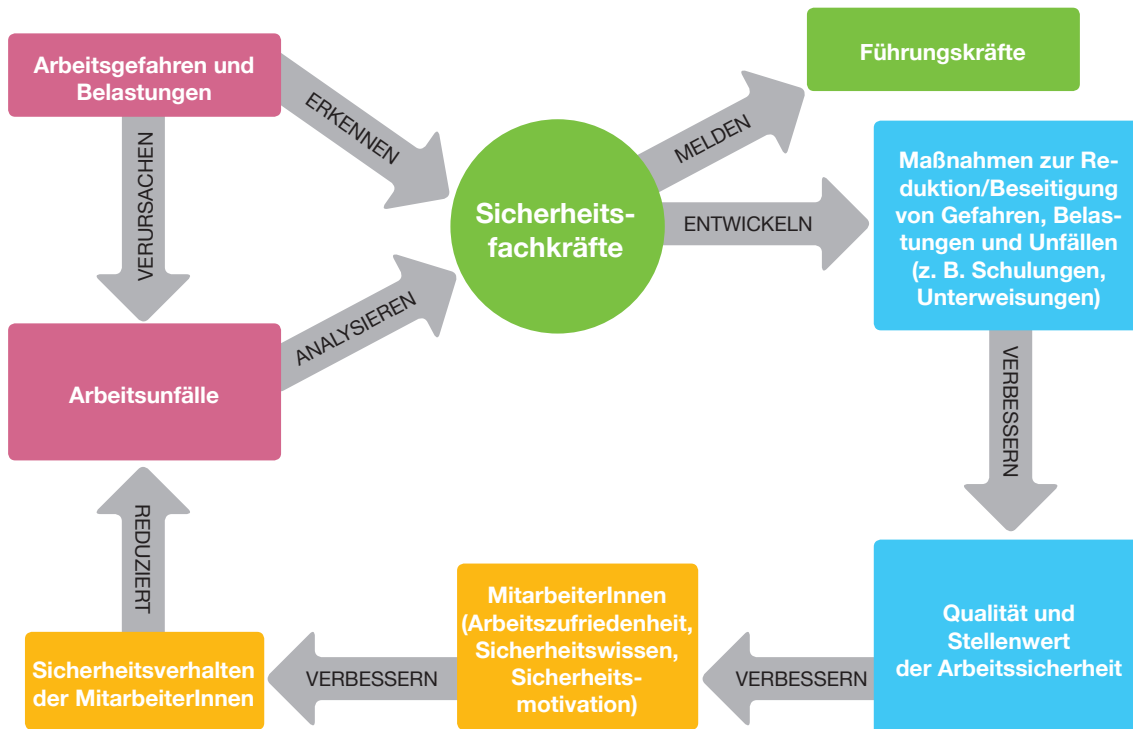 Arbeitsgefahren und
Belastungen
ERKENNEN
VERURSACHEN
Führungskräfte
MELDEN
Sicherheits-
fachkräfte
ENTWICKELN
Maßnahmen zur Re-
duktion/Beseitigung
von Gefahren, Belas-
tungen und Unfällen
(z. B. Schulungen,
Unterweisungen)
ANALYSIEREN
Arbeitsunfälle
VERBESSERN
REDUZIERT
Qualität und
Stellenwert
der Arbeitssicherheit
VERBESSERN
MitarbeiterInnen
(Arbeitszufriedenheit,
Sicherheitswissen,
Sicherheits-
motivation)
VERBESSERN
Sicherheitsverhalten
der MitarbeiterInnen